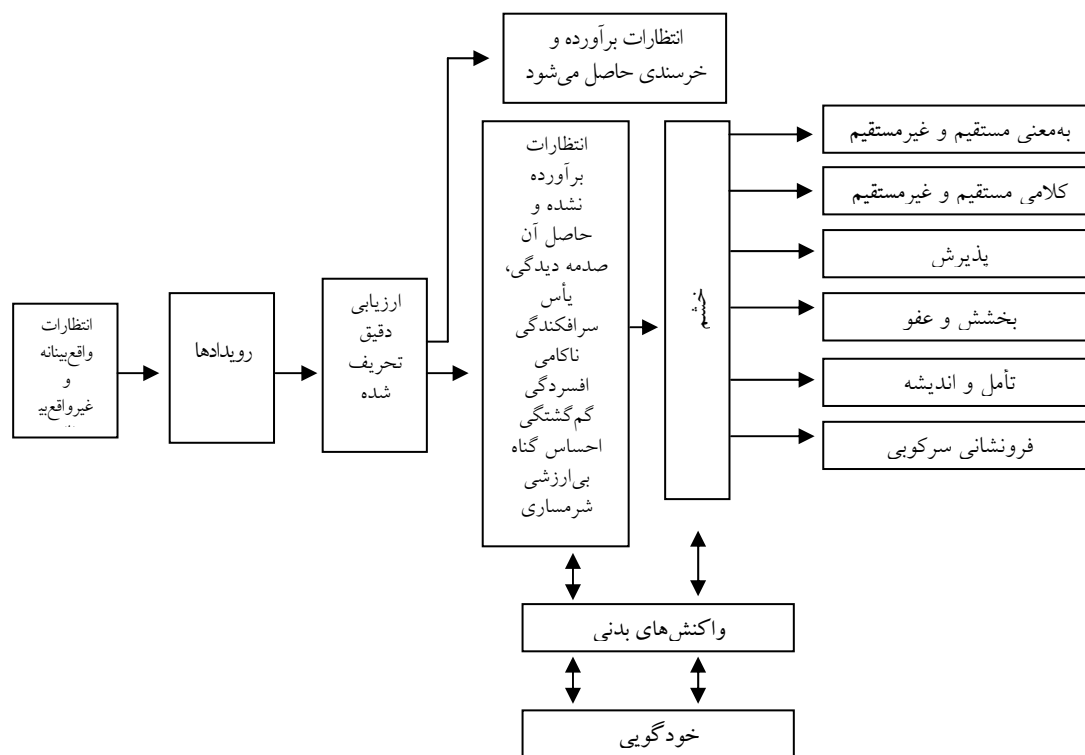 انتظارات برآورده و
خرسندی حاصل می‌شود
انتظارات
واقع‌بینانه
و
غیرواقع‌بی
رویدادها
ارزیابی
دقیق
تحریف
شده
انتظارات
برآورده
نشده و
حاصل آن
صدمه دیدگی،
یأس
سرافکندگی
ناکامی
افسردگی
گم‌گشتگی
احساس گناه
بی‌ارزشی
شرمساری
خشم
به‌معنی مستقیم و غیرمستقیم
کلامی مستقیم و غیرمستقیم
پذیرش
بخشش و عفو
تأمل و اندیشه
فرونشانی سرکوبی
واکنش‌های بدنی
خودگویی